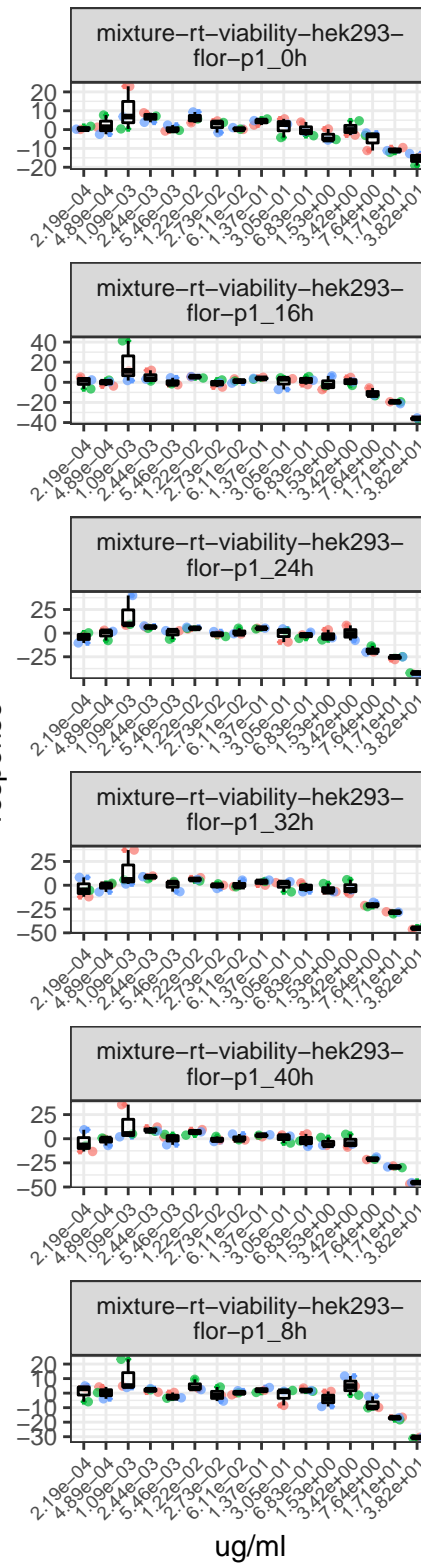 mixture−rt−viability−hek293−
flor−p1_0h
20
10
0
−10
−20
2.19e−04
4.89e−04
1.09e−03
2.44e−03
5.46e−03
1.22e−02
2.73e−02
6.11e−02
1.37e−01
3.05e−01
6.83e−01
1.53e+00
3.42e+00
7.64e+00
1.71e+01
3.82e+01
mixture−rt−viability−hek293−
flor−p1_16h
40
20
0
−20
−40
2.19e−04
4.89e−04
1.09e−03
2.44e−03
5.46e−03
1.22e−02
2.73e−02
6.11e−02
1.37e−01
3.05e−01
6.83e−01
1.53e+00
3.42e+00
7.64e+00
1.71e+01
3.82e+01
mixture−rt−viability−hek293−
flor−p1_24h
25
0
−25
2.19e−04
4.89e−04
1.09e−03
2.44e−03
5.46e−03
1.22e−02
2.73e−02
6.11e−02
1.37e−01
3.05e−01
6.83e−01
1.53e+00
3.42e+00
7.64e+00
1.71e+01
3.82e+01
mixture−rt−viability−hek293−
flor−p1_32h
25
0
−25
−50
2.19e−04
4.89e−04
1.09e−03
2.44e−03
5.46e−03
1.22e−02
2.73e−02
6.11e−02
1.37e−01
3.05e−01
6.83e−01
1.53e+00
3.42e+00
7.64e+00
1.71e+01
3.82e+01
mixture−rt−viability−hek293−
flor−p1_40h
25
0
−25
−50
2.19e−04
4.89e−04
1.09e−03
2.44e−03
5.46e−03
1.22e−02
2.73e−02
6.11e−02
1.37e−01
3.05e−01
6.83e−01
1.53e+00
3.42e+00
7.64e+00
1.71e+01
3.82e+01
mixture−rt−viability−hek293−
flor−p1_8h
20
10
0
−10
−20
−30
2.19e−04
4.89e−04
1.09e−03
2.44e−03
5.46e−03
1.22e−02
2.73e−02
6.11e−02
1.37e−01
3.05e−01
6.83e−01
1.53e+00
3.42e+00
7.64e+00
1.71e+01
3.82e+01
ug/ml